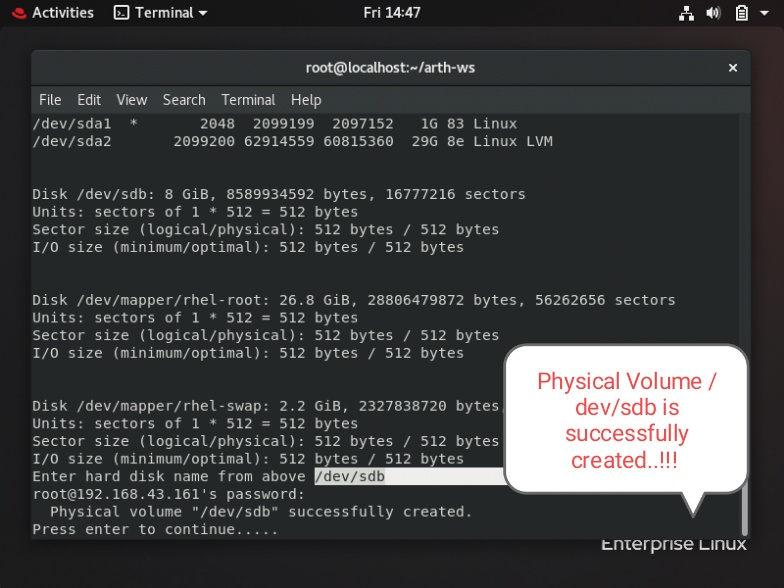 Activities Terminal Fri 14:47
root@localhost:~/arth-ws ×
File Edit View Search Terminal Help
/dev/sda1 * 2048 2099199 2097152 1G 83 Linux
/dev/sda2 2099200 62914559 60815360 29G 8e Linux LVM
Disk /dev/sdb: 8 GiB, 8589934592 bytes, 16777216 sectors
Units: sectors of 1 * 512 = 512 bytes
Sector size (logical/physical): 512 bytes / 512 bytes
I/O size (minimum/optimal): 512 bytes / 512 bytes
Disk /dev/mapper/rhel-root: 26.8 GiB, 28806479872 bytes, 56262656 sectors
Units: sectors of 1 * 512 = 512 bytes
Sector size (logical/physical): 512 bytes / 512 bytes
I/O size (minimum/optimal): 512 bytes / 512 bytes
Disk /dev/mapper/rhel-swap: 2.2 GiB, 2327838720 bytes,
Units: sectors of 1 * 512 = 512 bytes
Sector size (logical/physical): 512 bytes / 512 bytes
I/O size (minimum/optimal): 512 bytes / 512 bytes
Enter hard disk name from above /dev/sdb
root@192.168.43.161's password:
Physical volume "/dev/sdb" successfully created.
Press enter to continue.....
Physical Volume /
dev/sdb is
successfully
created..!!!
Enterprise Linux